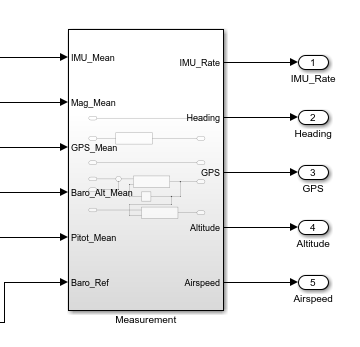 IMU_Mean
IMU_Rate
1
IMU_Rate
Mag_Mean
Heading
2
Heading
GPS_Mean
GPS
3
GPS
Baro_Alt_Mean
Altitude
4
Altitude
Pitot_Mean
Baro_Ref
Airspeed
5
Airspeed
Measurement